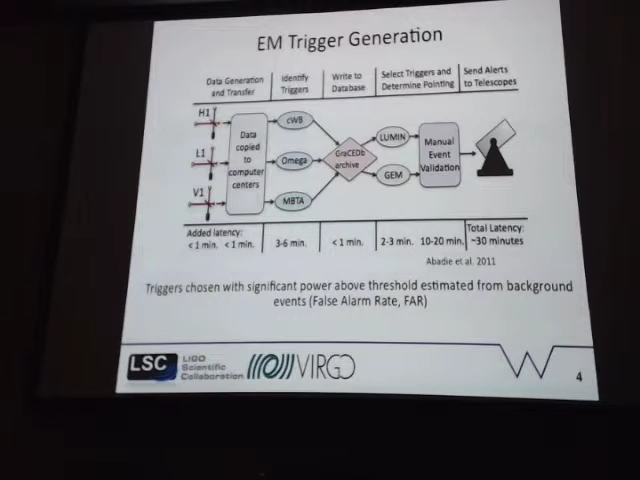 EM Trigger Generation
Data Generation and Transfer
Identify Triggers
Write to Database
Select Triggers and Determine Pointing
Send Alerts to Telescopes
H1
L1
V1
Data copied to computer centers
cWB
Omega
MBTA
GraCEDb archive
LUMIN
GEM
Manual Event Validation
Added latency:
< 1 min. < 1 min.
3-6 min.
< 1 min.
2-3 min. 10-20 min.
Total Latency:
~30 minutes
Abadie et al. 2011
Triggers chosen with significant power above threshold estimated from background
events (False Alarm Rate, FAR)
LSC
LIGO
Scientific
Collaboration
VIRGO
4